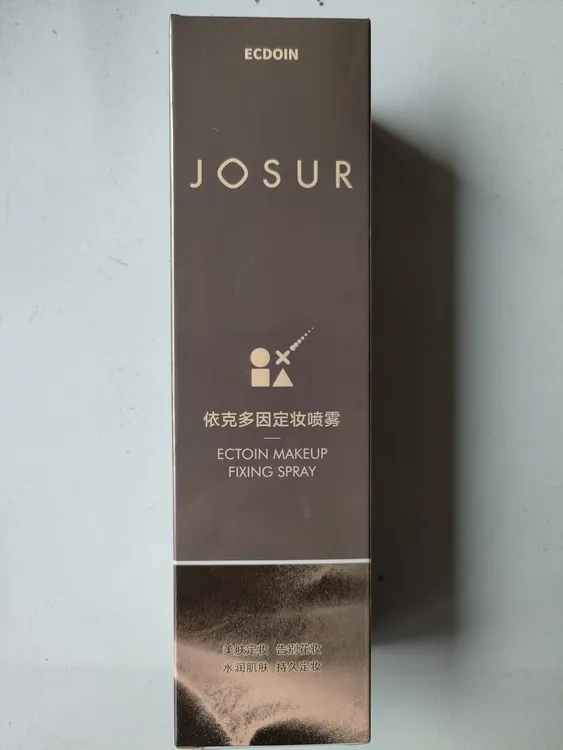 ECDOIN
JOSUR
依克多因定妆喷雾
ECTOIN MAKEUP
FIXING SPRAY
美肤定妆 告别花妆
水润肌肤 持久定妆